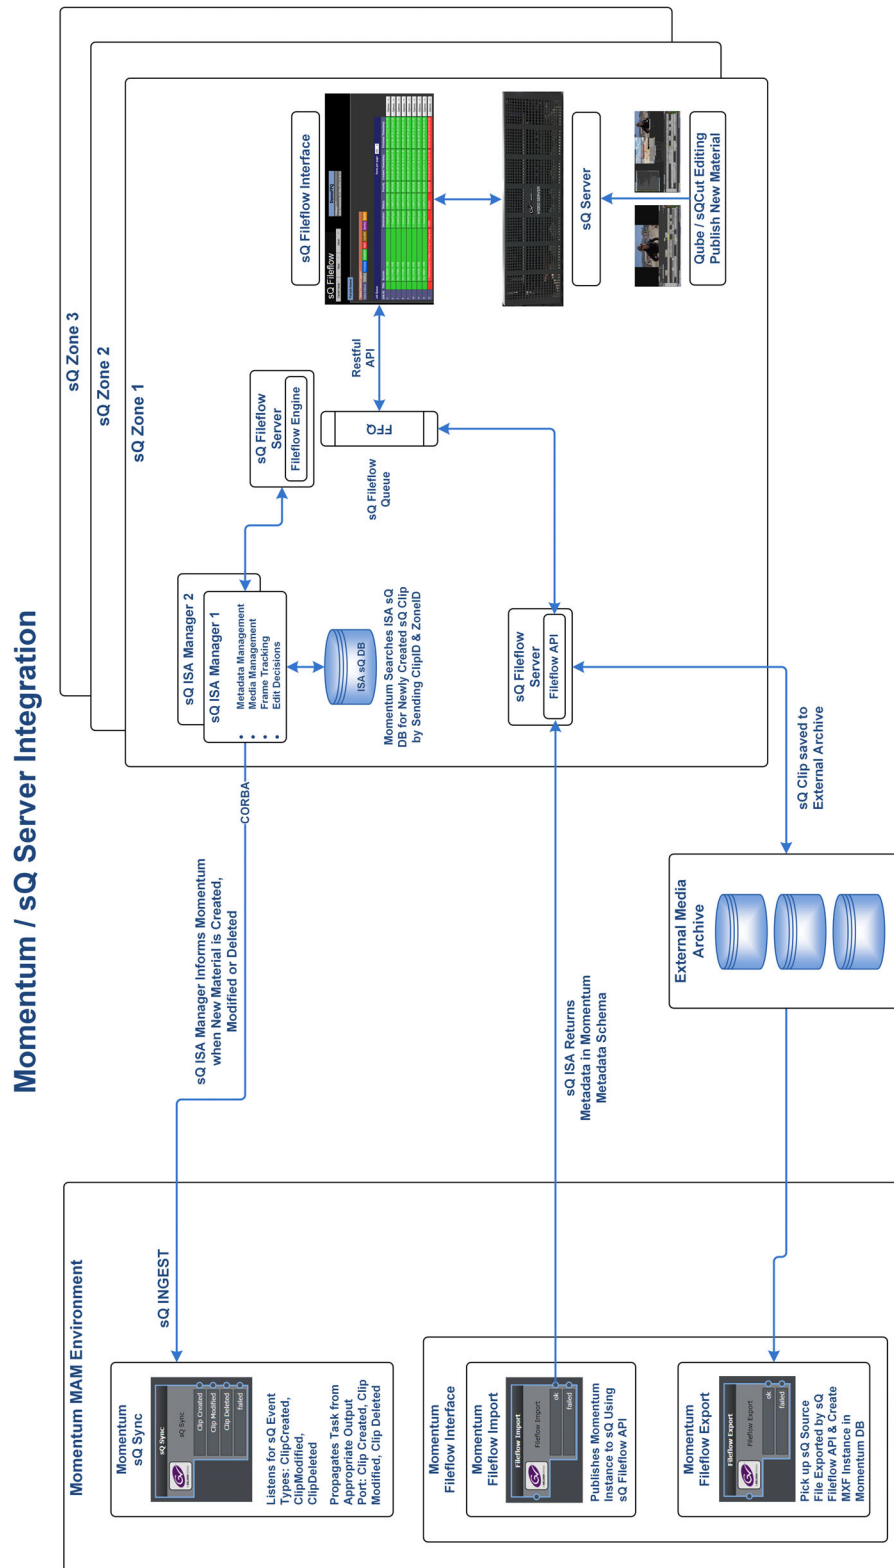 Momentum / sQ Server Integration
Momentum MAM Environment
Momentum
sQ Sync
sQ Sync
sQ Sync
Clip Created
Clip Modified
Clip Deleted
failed
Listens for sQ Event
Types: ClipCreated,
ClipModified,
ClipDeleted
Propagates Task from
Appropriate Output
Port: Clip Created, Clip
Modified, Clip Deleted
Momentum
Fileflow Interface
Momentum
Fileflow Import
Fileflow Import
Fileflow Import
ok
failed
Publishes Momentum
Instance to sQ Using
sQ Fileflow API
Momentum
Fileflow Export
Fileflow Export
Fileflow Export
ok
failed
Pick up sQ Source
File Exported by sQ
Fileflow API & Create
MXF Instance in
Momentum DB
sQ INGEST
sQ ISA Manager Informs Momentum
when New Material is Created,
Modified or Deleted
CORBA
sQ ISA Returns
Metadata in Momentum
Metadata Schema
External Media
Archive
sQ Clip saved to
External Archive
sQ Zone 3
sQ Zone 2
sQ Zone 1
sQ ISA Manager 2
sQ ISA Manager 1
• Metadata Management
• Media Management
• Frame Tracking
• Edit Decisions
ISA sQ DB
Momentum Searches ISA sQ
DB for Newly Created sQ Clip
by Sending ClipID & ZoneID
sQ Fileflow
Server
Fileflow Engine
sQ Fileflow
Queue
QFF
Restful
API
sQ Fileflow
Server
Fileflow API
sQ Fileflow Interface
sQ Fileflow
sQ Server
Qube / sQCut Editing
Publish New Material